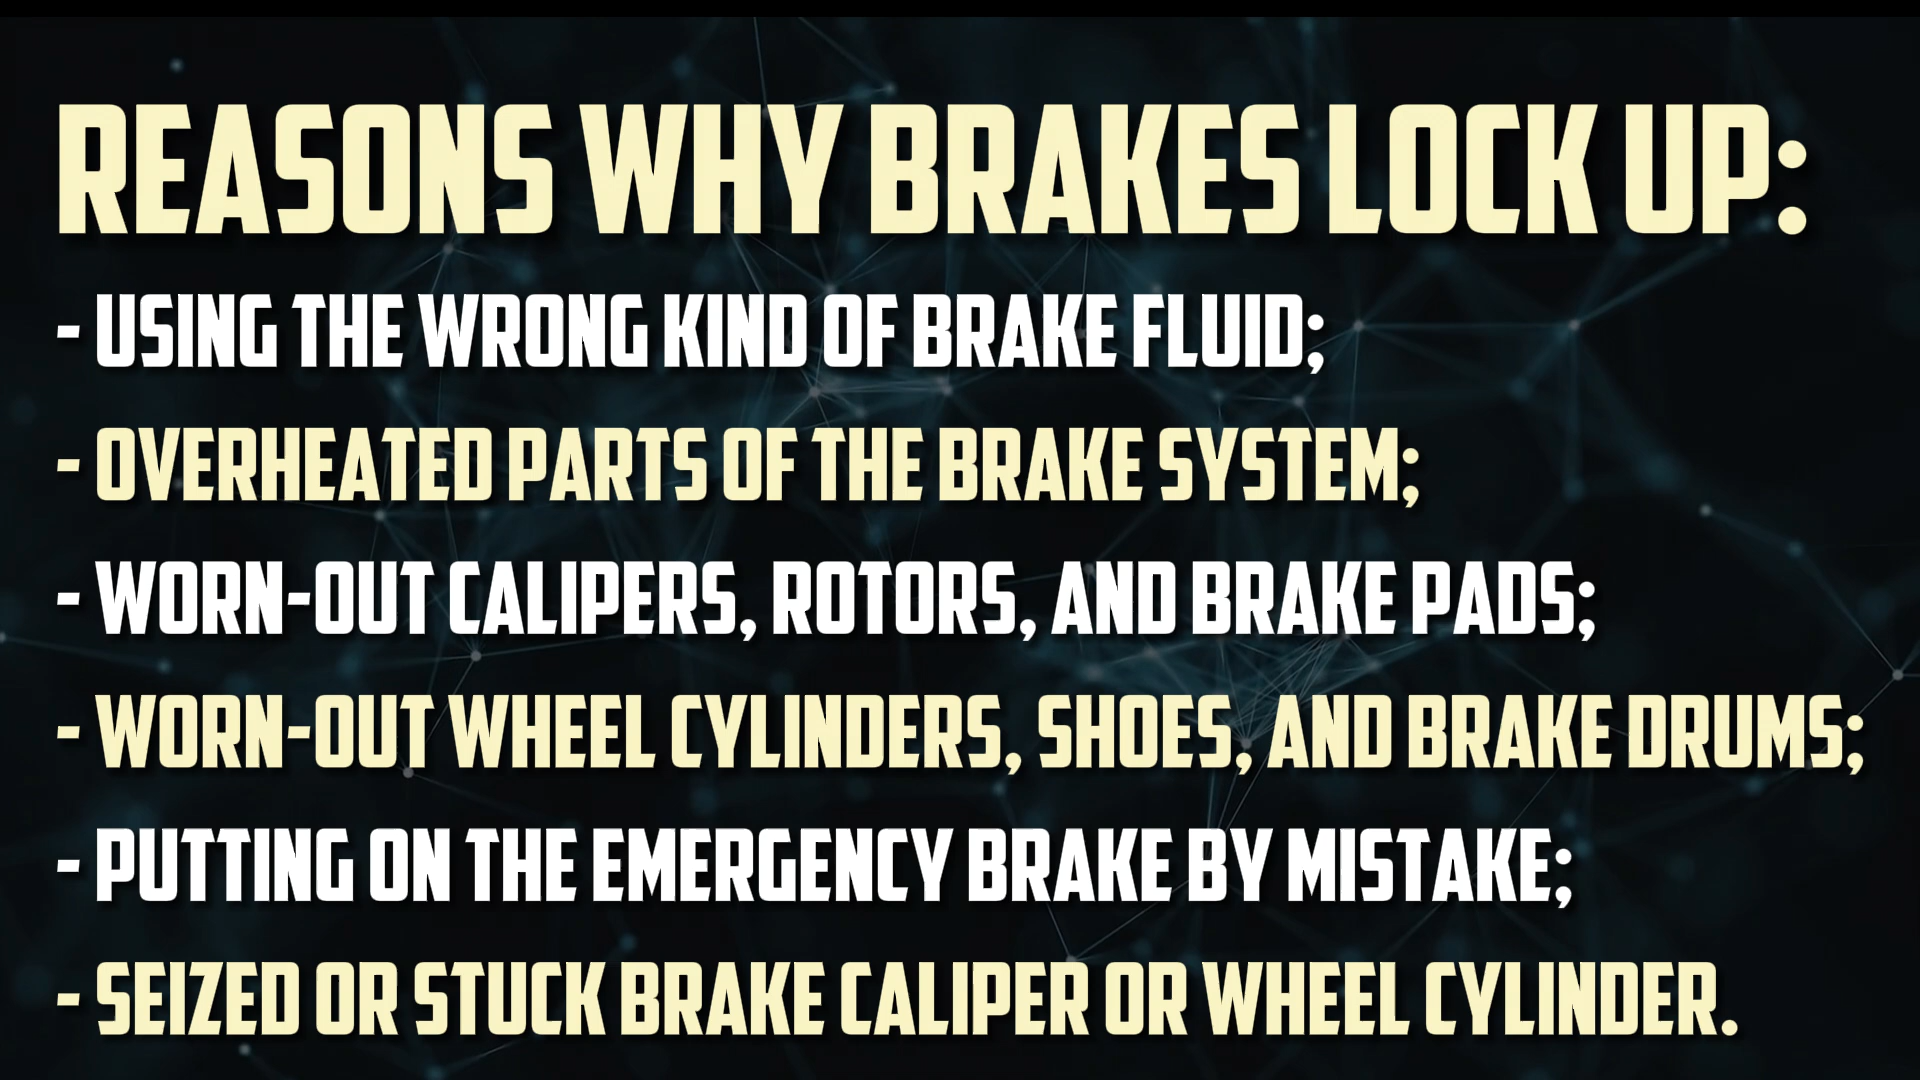 REASONS WHY BRAKES LOCK UP:
- USING THE WRONG KIND OF BRAKE FLUID;
- OVERHEATED PARTS OF THE BRAKE SYSTEM;
- WORN-OUT CALIPERS, ROTORS, AND BRAKE PADS;
- WORN-OUT WHEEL CYLINDERS, SHOES, AND BRAKE DRUMS;
- PUTTING ON THE EMERGENCY BRAKE BY MISTAKE;
- SEIZED OR STUCK BRAKE CALIPER OR WHEEL CYLINDER.